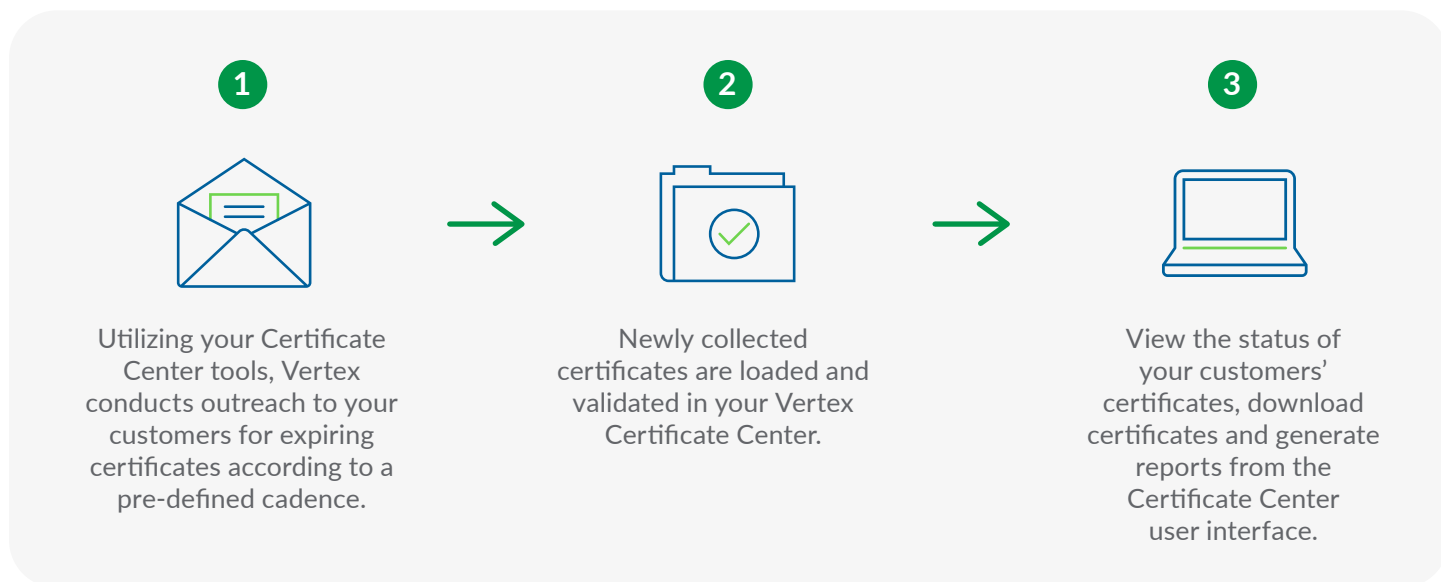 1
Utilizing your Certificate
Center tools, Vertex
conducts outreach to your
customers for expiring
certificates according to a
pre-defined cadence.
2
Newly collected
certificates are loaded and
validated in your Vertex
Certificate Center.
3
View the status of
your customers’
certificates, download
certificates and generate
reports from the
Certificate Center
user interface.